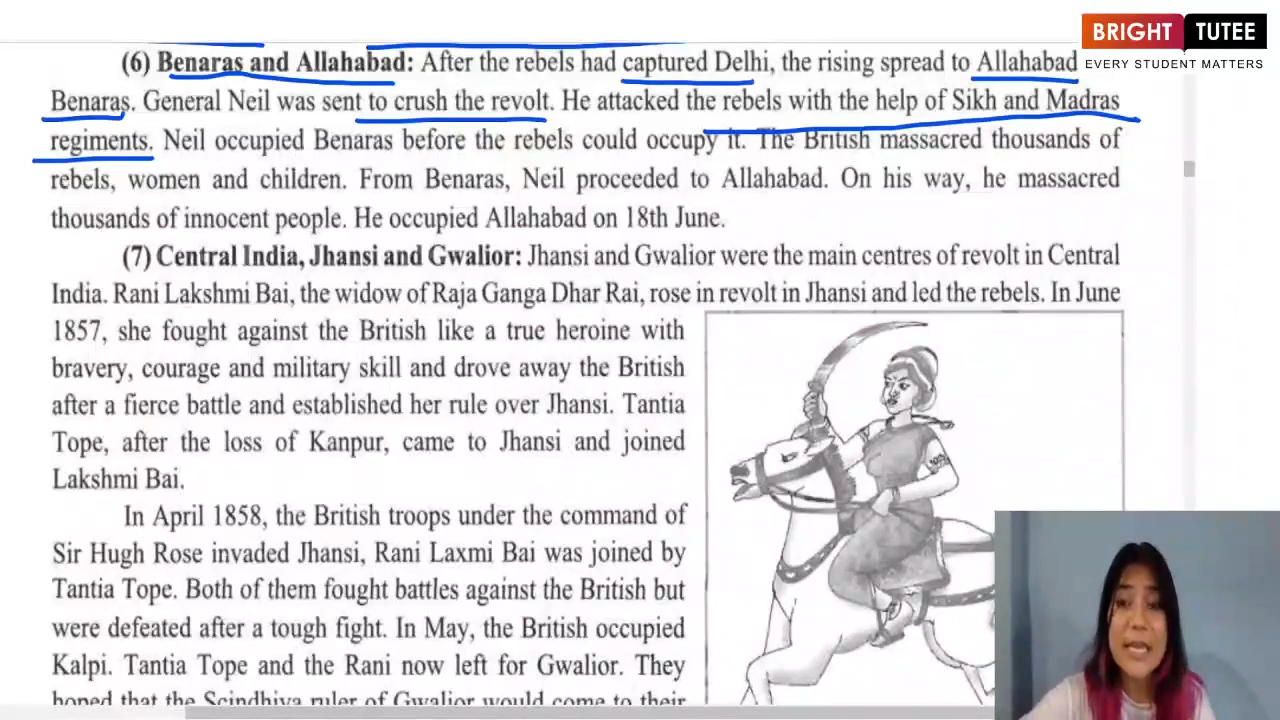 BRIGHT TUTEE
EVERY STUDENT MATTERS
(6) Benaras and Allahabad: After the rebels had captured Delhi, the rising spread to Allahabad
Benaras. General Neil was sent to crush the revolt. He attacked the rebels with the help of Sikh and Madras
regiments. Neil occupied Benaras before the rebels could occupy it. The British massacred thousands of
rebels, women and children. From Benaras, Neil proceeded to Allahabad. On his way, he massacred
thousands of innocent people. He occupied Allahabad on 18th June.
(7) Central India, Jhansi and Gwalior: Jhansi and Gwalior were the main centres of revolt in Central
India. Rani Lakshmi Bai, the widow of Raja Ganga Dhar Rai, rose in revolt in Jhansi and led the rebels. In June
1857, she fought against the British like a true heroine with
bravery, courage and military skill and drove away the British
after a fierce battle and established her rule over Jhansi. Tantia
Tope, after the loss of Kanpur, came to Jhansi and joined
Lakshmi Bai.
In April 1858, the British troops under the command of
Sir Hugh Rose invaded Jhansi, Rani Laxmi Bai was joined by
Tantia Tope. Both of them fought battles against the British but
were defeated after a tough fight. In May, the British occupied
Kalpi. Tantia Tope and the Rani now left for Gwalior. They
hoped that the Scindhiya ruler of Gwalior would come to their